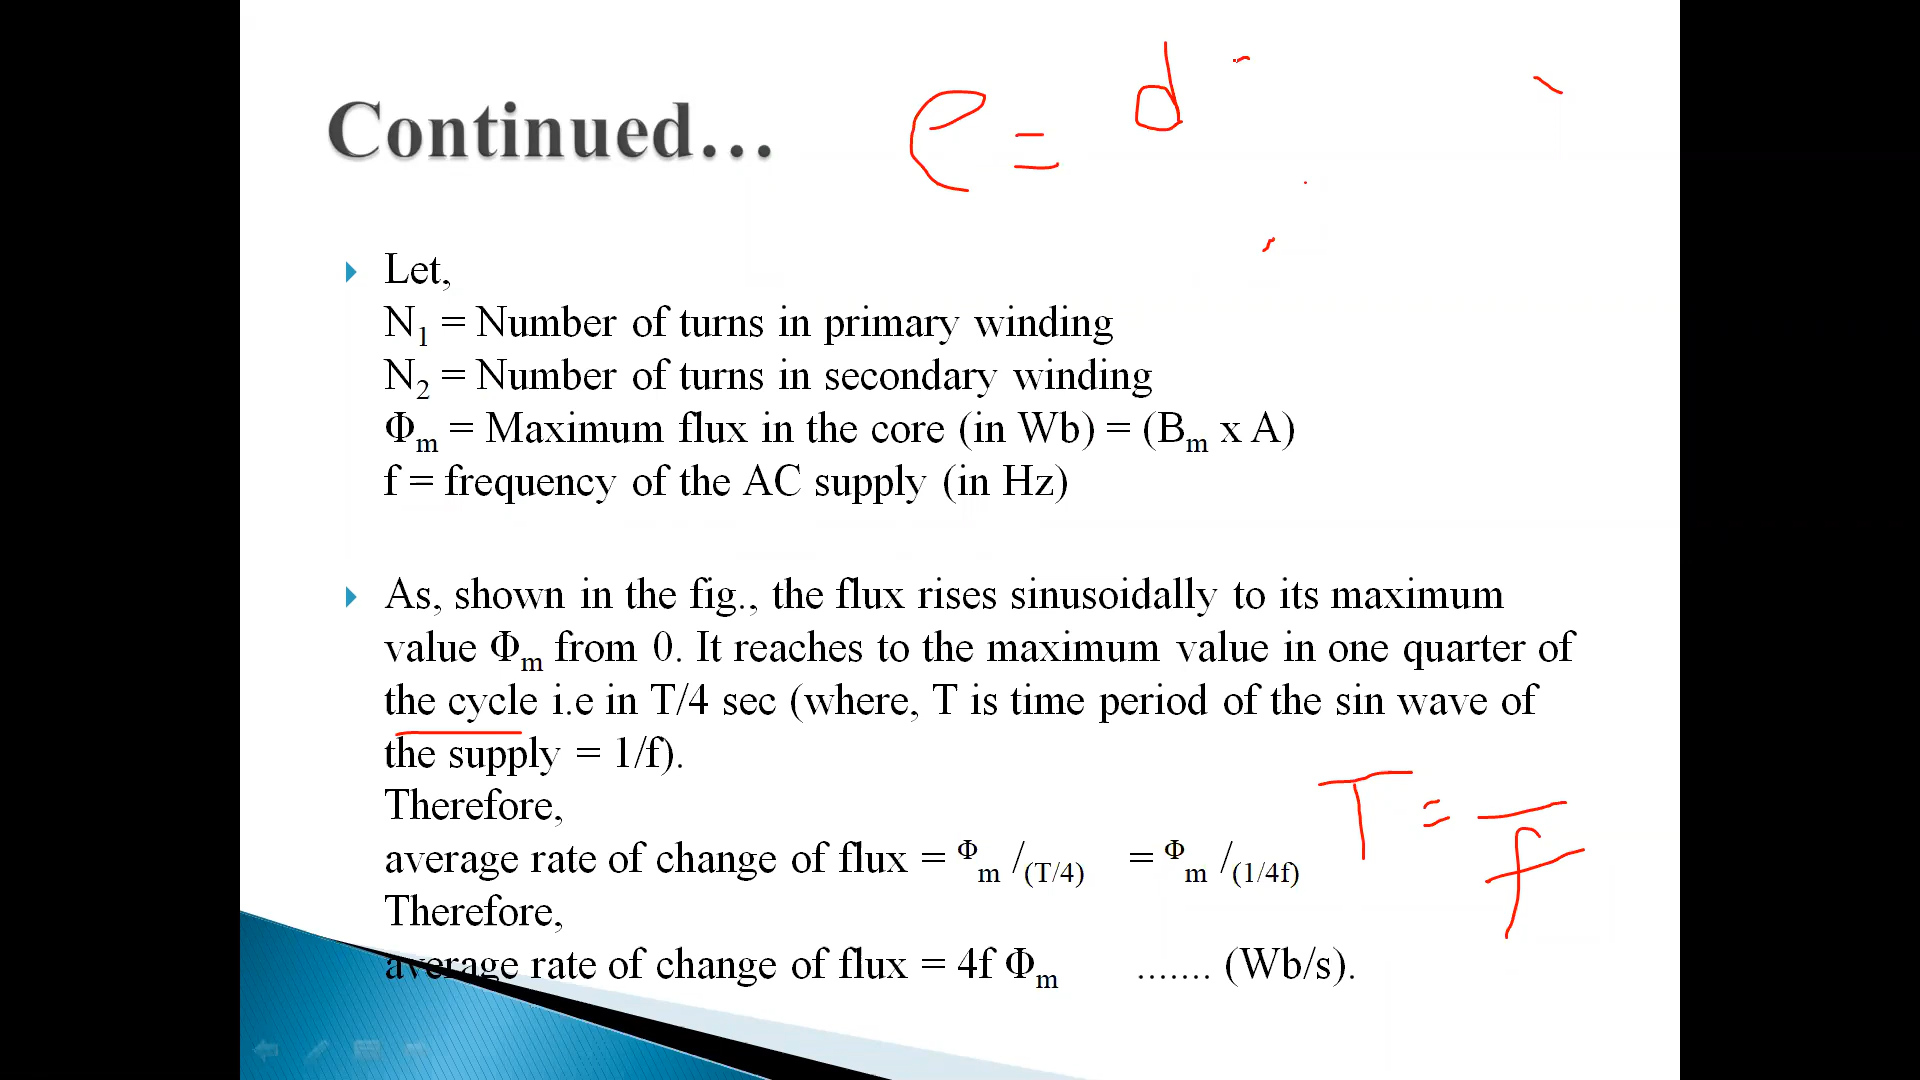 Continued...
e = d
Let,
N₁ = Number of turns in primary winding
N₂ = Number of turns in secondary winding
Φₘ = Maximum flux in the core (in Wb) = (Bₘ x A)
f = frequency of the AC supply (in Hz)
As, shown in the fig., the flux rises sinusoidally to its maximum
value Φₘ from 0. It reaches to the maximum value in one quarter of
the cycle i.e in T/4 sec (where, T is time period of the sin wave of
the supply = 1/f).
Therefore,
average rate of change of flux = Φₘ /(T/4) = Φₘ /(1/4f)
T = — f
Therefore,
average rate of change of flux = 4f Φₘ ....... (Wb/s).